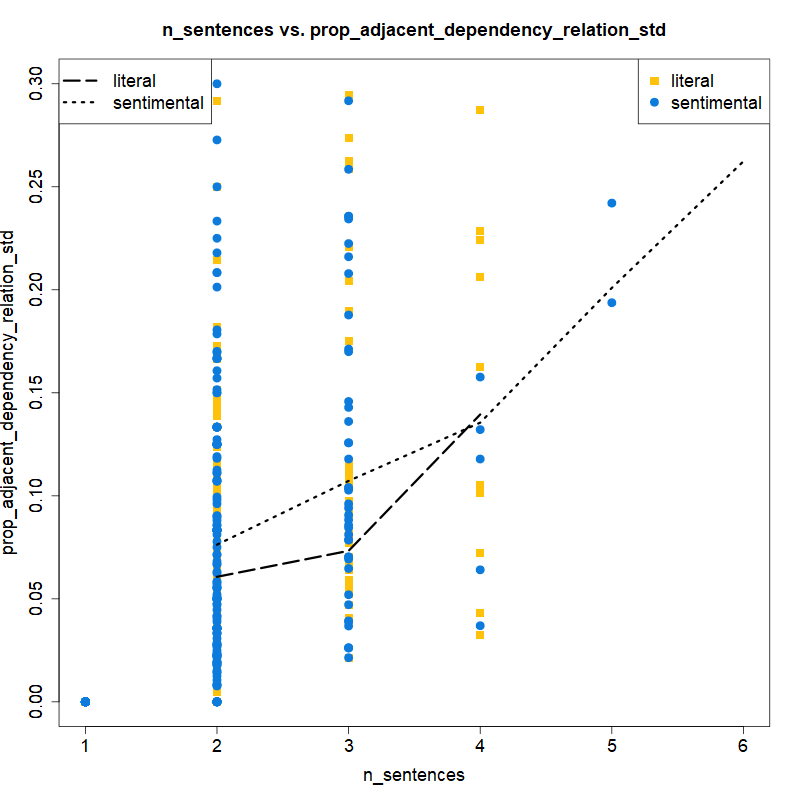 n_sentences vs. prop_adjacent_dependency_relation_std
literal
sentimental
literal
sentimental
prop_adjacent_dependency_relation_std
0.30
0.25
0.20
0.15
0.10
0.05
0.00
1 2 3 4 5 6
n_sentences